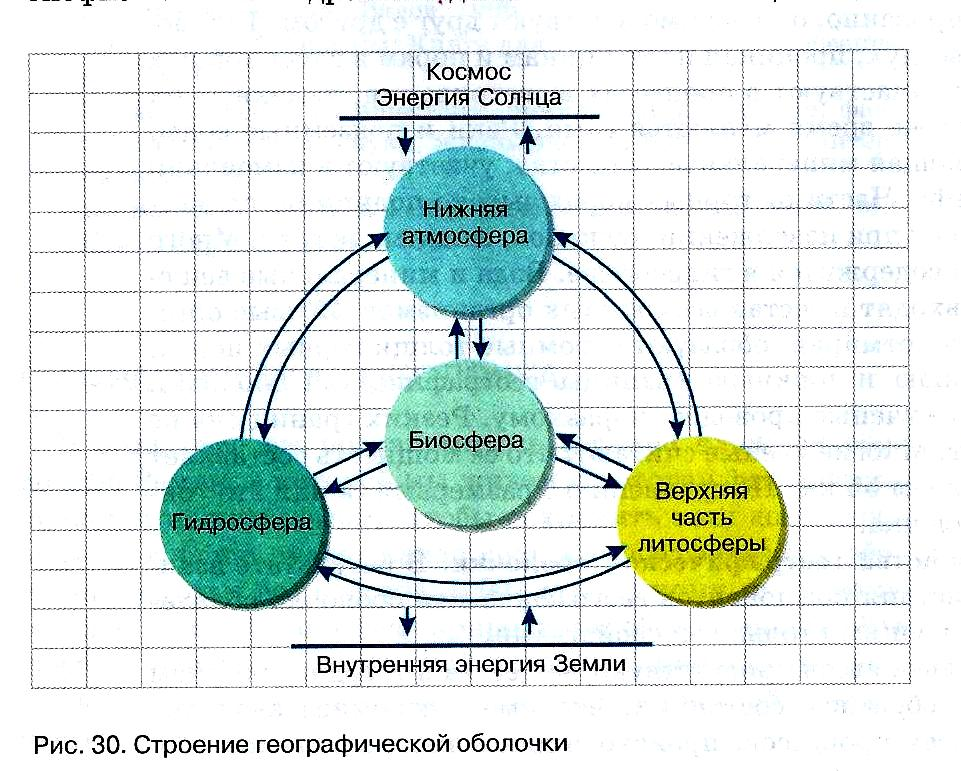 Космос
Энергия Солнца
Нижняя
атмосфера
Биосфера
Гидросфера
Верхняя
часть
литосферы
Внутренняя энергия Земли
Рис. 30. Строение географической оболочки